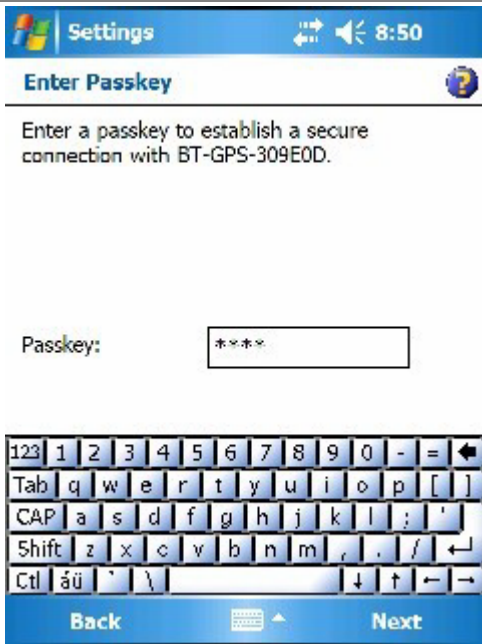 Settings 8:50
Enter Passkey
Enter a passkey to establish a secure
connection with BT-GPS-309E0D.
Passkey: ****
123 1 2 3 4 5 6 7 8 9 0 - =
Tab q w e r t y u i o p [ ]
CAP a s d f g h j k l ; '
Shift z x c v b n m , . /
Ctl áü ` \
Back Next